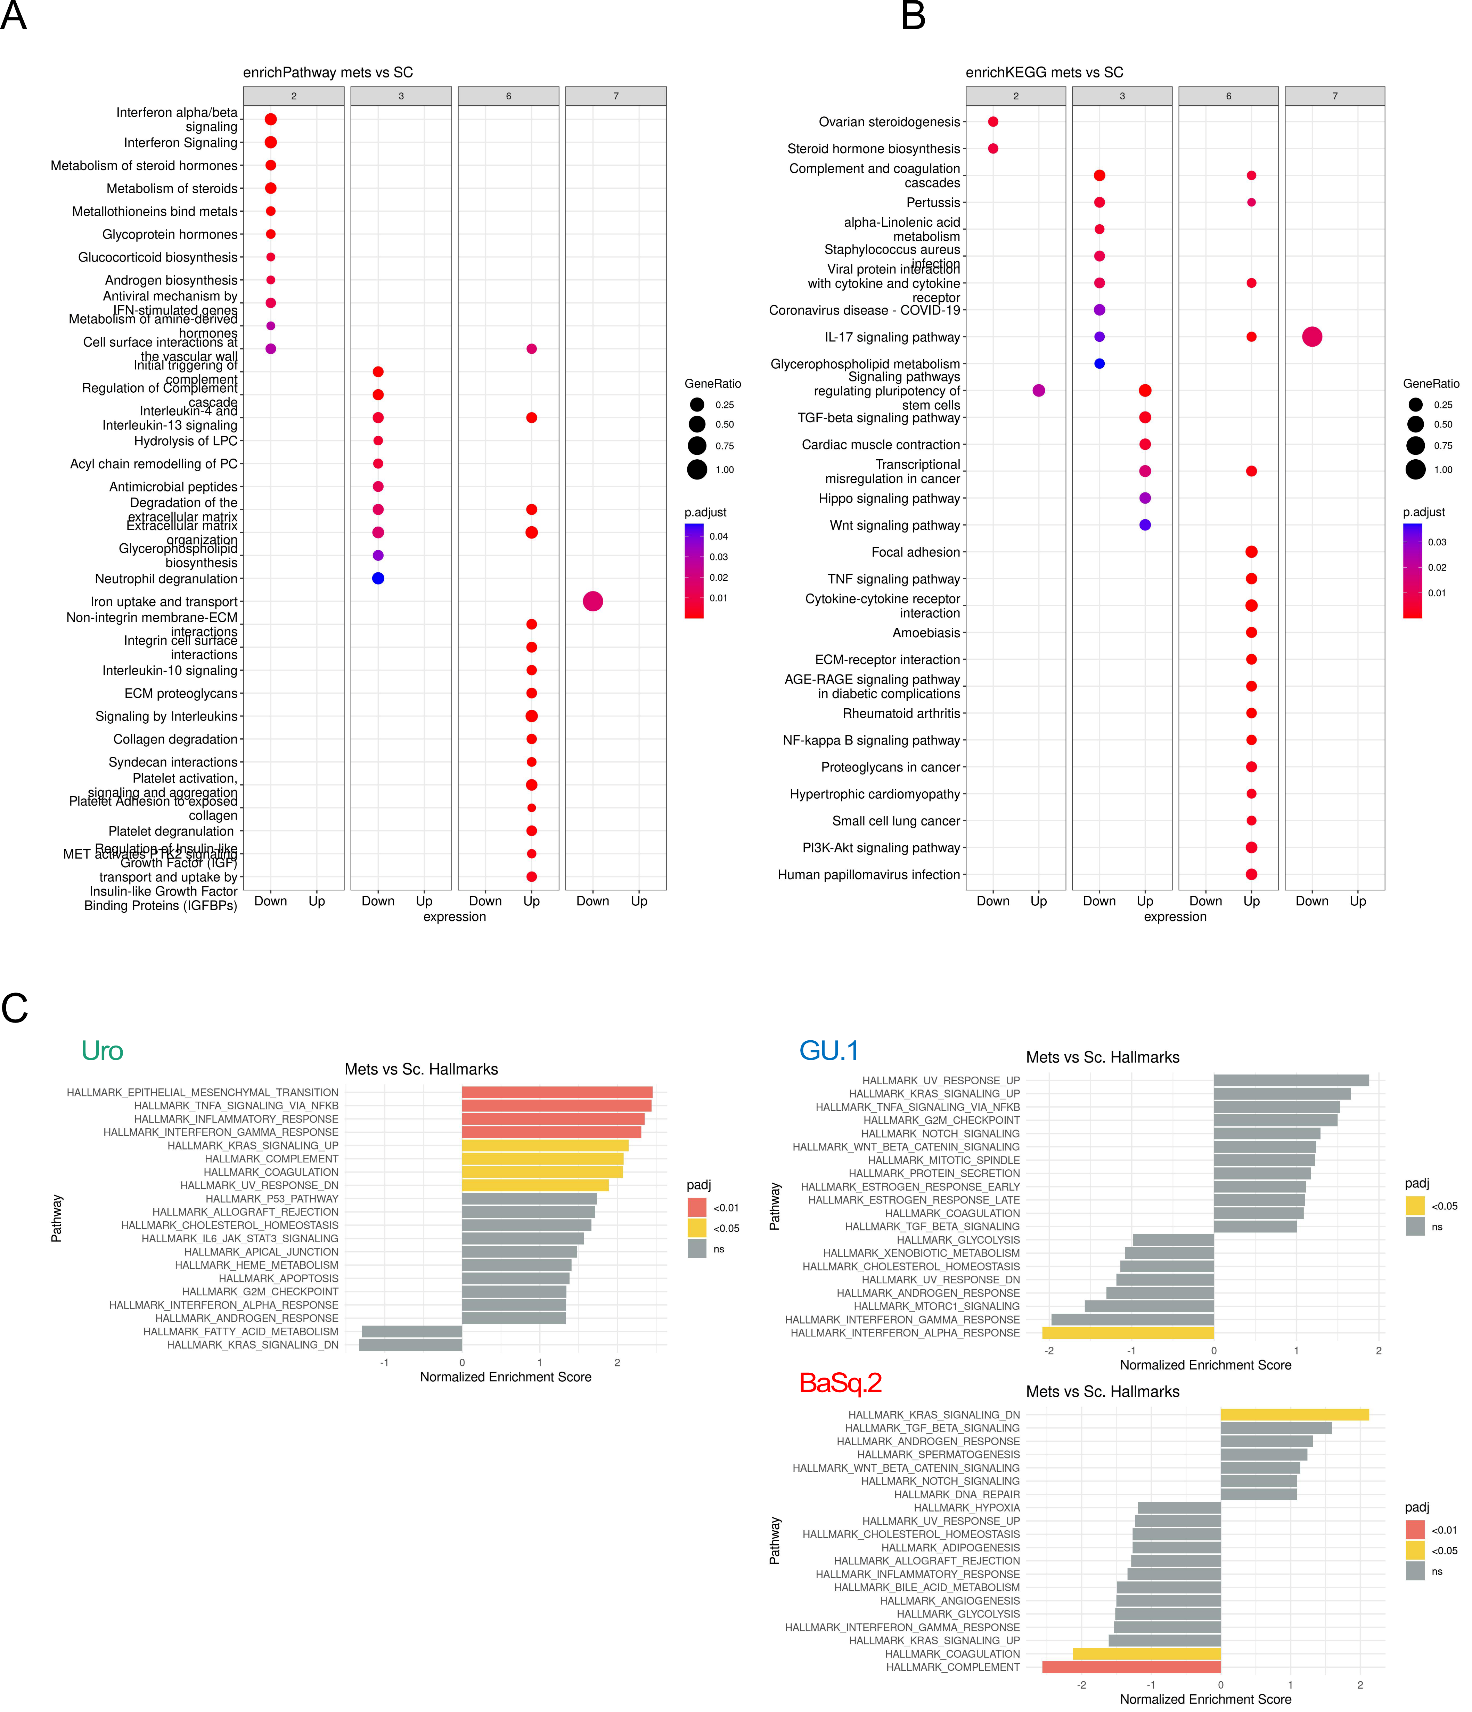 A
B
enrichPathway mets vs SC
2
3
6
7
Interferon alpha/beta
signaling
Interferon Signaling
Metabolism of steroid hormones
Metabolism of steroids
Metallothioneins bind metals
Glycoprotein hormones
Glucocorticoid biosynthesis
Androgen biosynthesis
Antiviral mechanism by
IFN-stimulated genes
Metabolism of amine-derived
hormones
Cell surface interactions at
the vascular wall
Initial triggering of
complement
Regulation of Complement
cascade
Interleukin-4 and
Interleukin-13 signaling
Hydrolysis of LPC
Acyl chain remodelling of PC
Antimicrobial peptides
Degradation of the
extracellular matrix
Extracellular matrix
organization
Glycerophospholipid
biosynthesis
Neutrophil degranulation
Iron uptake and transport
Non-integrin membrane-ECM
interactions
Integrin cell surface
interactions
Interleukin-10 signaling
ECM proteoglycans
Signaling by Interleukins
Collagen degradation
Syndecan interactions
Platelet activation,
signaling and aggregation
Platelet Adhesion to exposed
collagen
Platelet degranulation
MET activates PTK2 signaling
Regulation of Insulin-like
Growth Factor (IGF)
transport and uptake by
Insulin-like Growth Factor
Binding Proteins (IGFBPs)
Down Up Down Up Down Up Down Up
expression
GeneRatio
0.25
0.50
0.75
1.00
p.adjust
0.04
0.03
0.02
0.01
enrichKEGG mets vs SC
2
3
6
7
Ovarian steroidogenesis
Steroid hormone biosynthesis
Complement and coagulation
cascades
Pertussis
alpha-Linolenic acid
metabolism
Staphylococcus aureus
infection
Viral protein interaction
with cytokine and cytokine
receptor
Coronavirus disease - COVID-19
IL-17 signaling pathway
Glycerophospholipid metabolism
Signaling pathways
regulating pluripotency of
stem cells
TGF-beta signaling pathway
Cardiac muscle contraction
Transcriptional
misregulation in cancer
Hippo signaling pathway
Wnt signaling pathway
Focal adhesion
TNF signaling pathway
Cytokine-cytokine receptor
interaction
Amoebiasis
ECM-receptor interaction
AGE-RAGE signaling pathway
in diabetic complications
Rheumatoid arthritis
NF-kappa B signaling pathway
Proteoglycans in cancer
Hypertrophic cardiomyopathy
Small cell lung cancer
PI3K-Akt signaling pathway
Human papillomavirus infection
Down Up Down Up Down Up Down Up
expression
GeneRatio
0.25
0.50
0.75
1.00
p.adjust
0.03
0.02
0.01
C
Uro
Mets vs Sc. Hallmarks
Pathway
HALLMARK_EPITHELIAL_MESENCHYMAL_TRANSITION
HALLMARK_TNFA_SIGNALING_VIA_NFKB
HALLMARK_INFLAMMATORY_RESPONSE
HALLMARK_INTERFERON_GAMMA_RESPONSE
HALLMARK_KRAS_SIGNALING_UP
HALLMARK_COMPLEMENT
HALLMARK_COAGULATION
HALLMARK_UV_RESPONSE_DN
HALLMARK_P53_PATHWAY
HALLMARK_ALLOGRAFT_REJECTION
HALLMARK_CHOLESTEROL_HOMEOSTASIS
HALLMARK_IL6_JAK_STAT3_SIGNALING
HALLMARK_APICAL_JUNCTION
HALLMARK_HEME_METABOLISM
HALLMARK_APOPTOSIS
HALLMARK_G2M_CHECKPOINT
HALLMARK_INTERFERON_ALPHA_RESPONSE
HALLMARK_ANDROGEN_RESPONSE
HALLMARK_FATTY_ACID_METABOLISM
HALLMARK_KRAS_SIGNALING_DN
-1 0 1 2
Normalized Enrichment Score
padj
<0.01
<0.05
ns
GU.1
Mets vs Sc. Hallmarks
Pathway
HALLMARK_UV_RESPONSE_UP
HALLMARK_KRAS_SIGNALING_UP
HALLMARK_TNFA_SIGNALING_VIA_NFKB
HALLMARK_G2M_CHECKPOINT
HALLMARK_NOTCH_SIGNALING
HALLMARK_WNT_BETA_CATENIN_SIGNALING
HALLMARK_MITOTIC_SPINDLE
HALLMARK_PROTEIN_SECRETION
HALLMARK_ESTROGEN_RESPONSE_EARLY
HALLMARK_ESTROGEN_RESPONSE_LATE
HALLMARK_COAGULATION
HALLMARK_TGF_BETA_SIGNALING
HALLMARK_GLYCOLYSIS
HALLMARK_XENOBIOTIC_METABOLISM
HALLMARK_CHOLESTEROL_HOMEOSTASIS
HALLMARK_UV_RESPONSE_DN
HALLMARK_ANDROGEN_RESPONSE
HALLMARK_MTORC1_SIGNALING
HALLMARK_INTERFERON_GAMMA_RESPONSE
HALLMARK_INTERFERON_ALPHA_RESPONSE
-2 -1 0 1 2
Normalized Enrichment Score
padj
<0.05
ns
BaSq.2
Mets vs Sc. Hallmarks
Pathway
HALLMARK_KRAS_SIGNALING_DN
HALLMARK_TGF_BETA_SIGNALING
HALLMARK_ANDROGEN_RESPONSE
HALLMARK_SPERMATOGENESIS
HALLMARK_WNT_BETA_CATENIN_SIGNALING
HALLMARK_NOTCH_SIGNALING
HALLMARK_DNA_REPAIR
HALLMARK_HYPOXIA
HALLMARK_UV_RESPONSE_UP
HALLMARK_CHOLESTEROL_HOMEOSTASIS
HALLMARK_ADIPOGENESIS
HALLMARK_ALLOGRAFT_REJECTION
HALLMARK_INFLAMMATORY_RESPONSE
HALLMARK_BILE_ACID_METABOLISM
HALLMARK_ANGIOGENESIS
HALLMARK_GLYCOLYSIS
HALLMARK_INTERFERON_GAMMA_RESPONSE
HALLMARK_KRAS_SIGNALING_UP
HALLMARK_COAGULATION
HALLMARK_COMPLEMENT
-2 -1 0 1 2
Normalized Enrichment Score
padj
<0.01
<0.05
ns